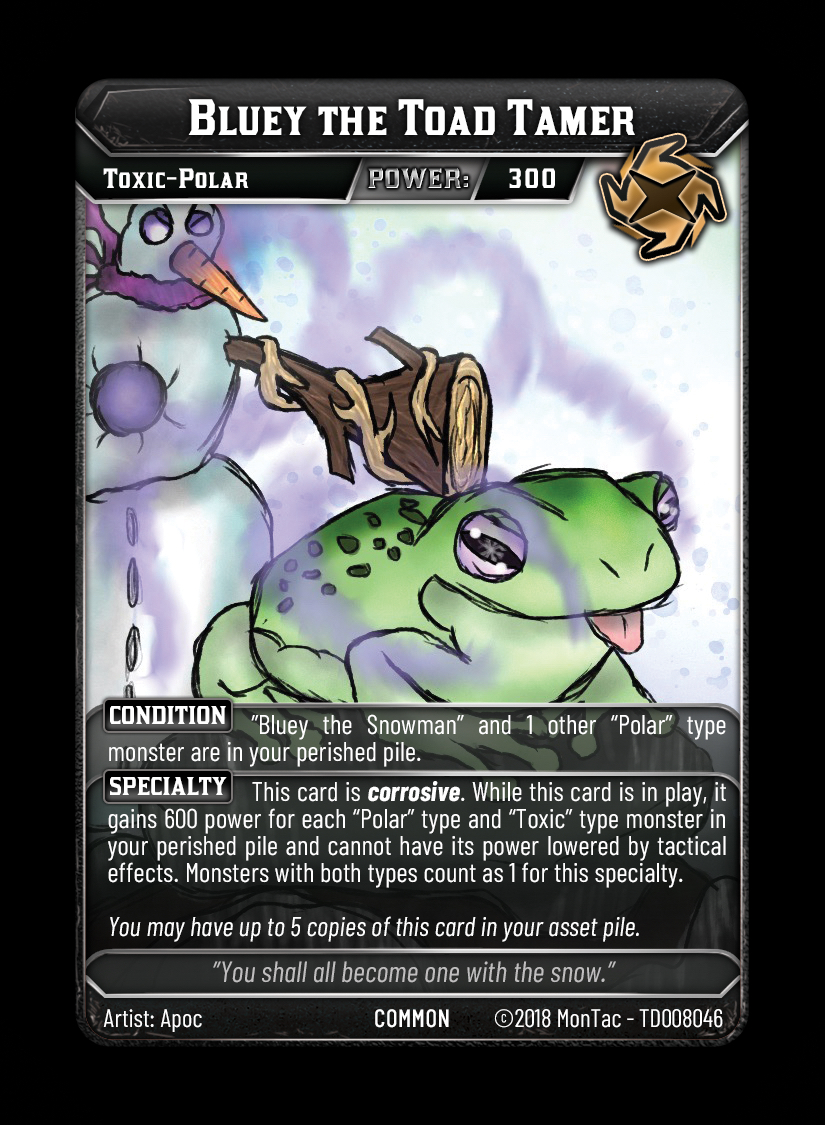 Bluey the Toad Tamer
Toxic-Polar POWER: 300
CONDITION "Bluey the Snowman" and 1 other "Polar" type
monster are in your perished pile.
SPECIALTY This card is corrosive. While this card is in play, it
gains 600 power for each "Polar" type and "Toxic" type monster in
your perished pile and cannot have its power lowered by tactical
effects. Monsters with both types count as 1 for this specialty.
You may have up to 5 copies of this card in your asset pile.
"You shall all become one with the snow."
Artist: Apoc COMMON ©2018 MonTac - TD008046